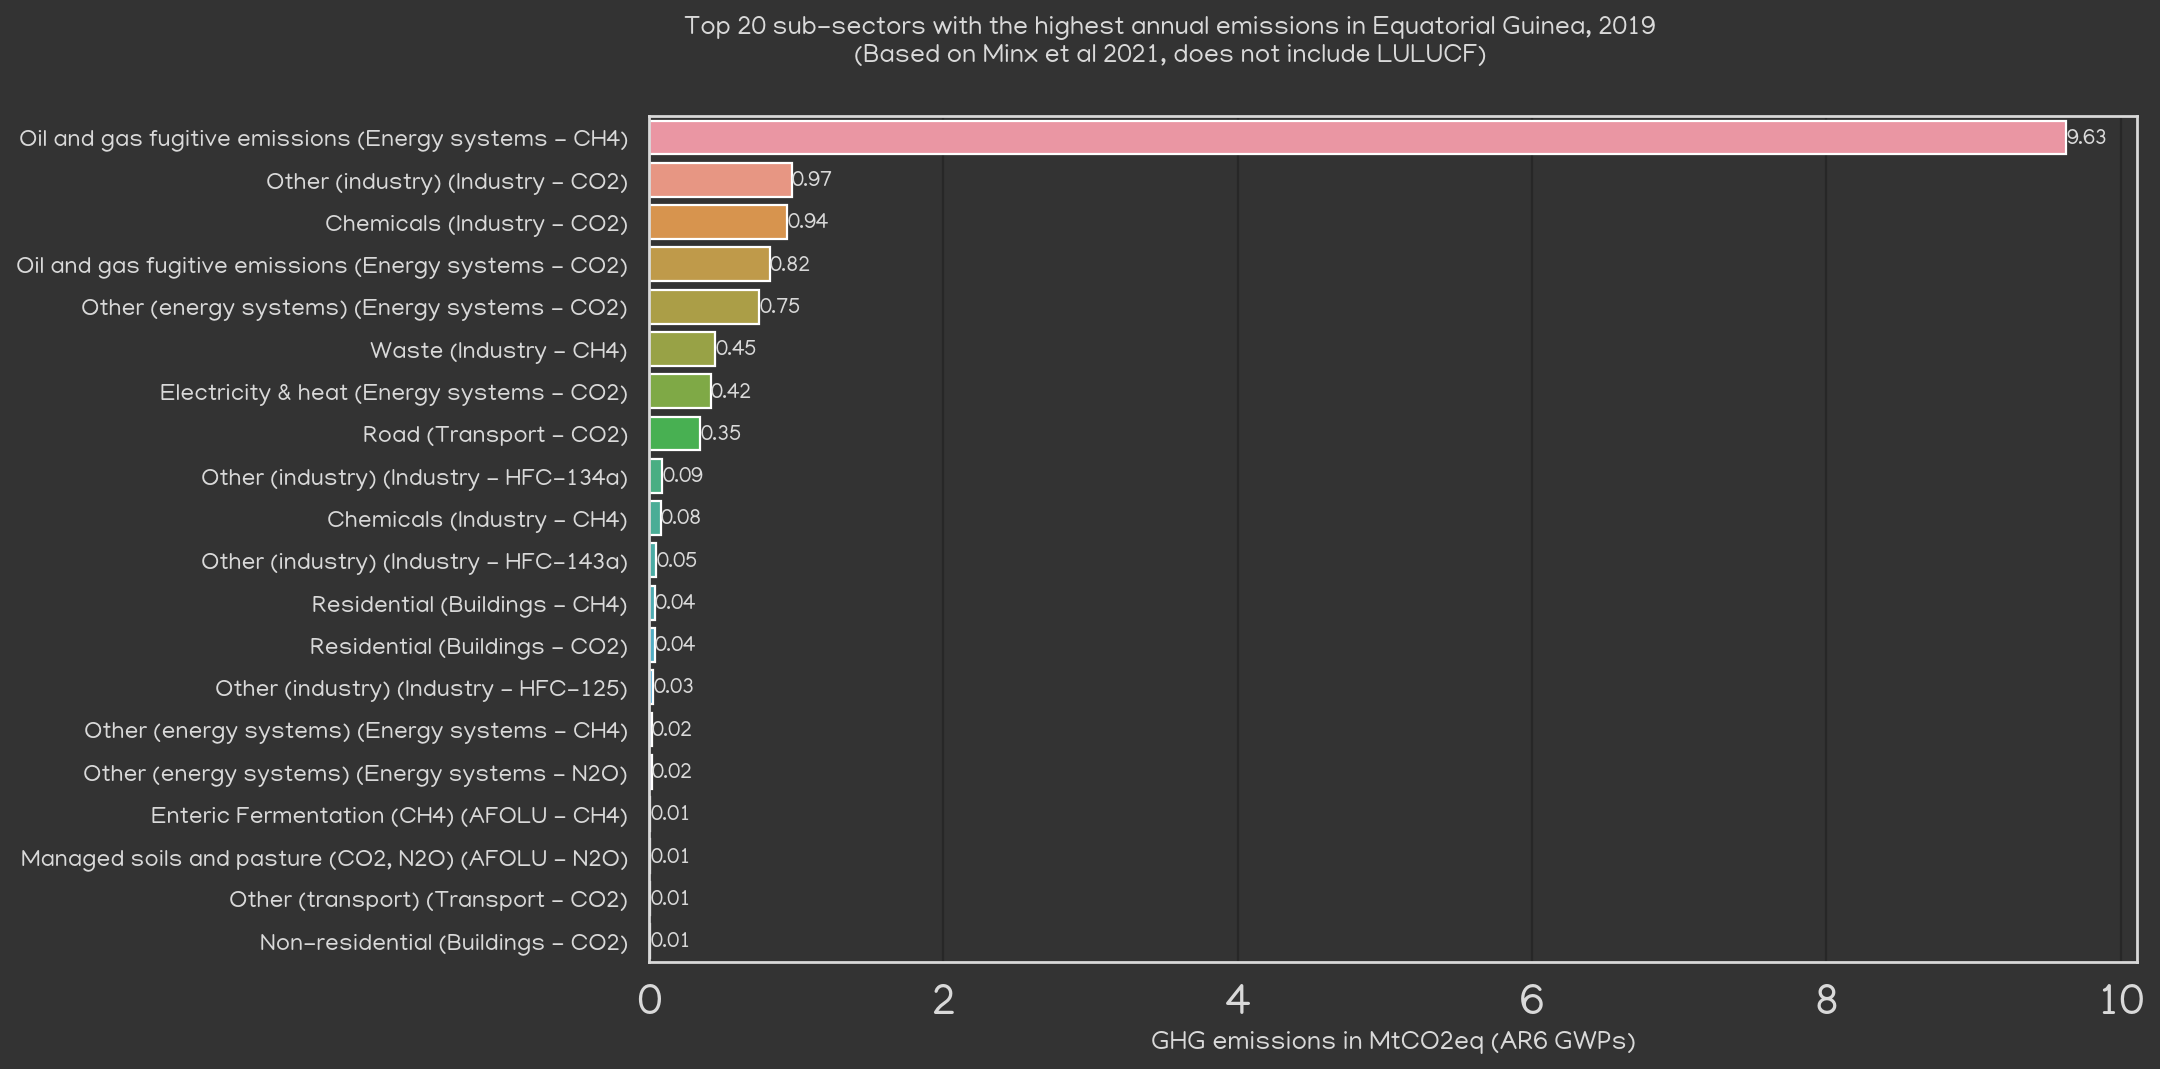 Top 20 sub-sectors with the highest annual emissions in Equatorial Guinea, 2019
(Based on Minx et al 2021, does not include LULUCF)
Oil and gas fugitive emissions (Energy systems - CH4) 9.63
Other (industry) (Industry - CO2) 0.97
Chemicals (Industry - CO2) 0.94
Oil and gas fugitive emissions (Energy systems - CO2) 0.82
Other (energy systems) (Energy systems - CO2) 0.75
Waste (Industry - CH4) 0.45
Electricity & heat (Energy systems - CO2) 0.42
Road (Transport - CO2) 0.35
Other (industry) (Industry - HFC-134a) 0.09
Chemicals (Industry - CH4) 0.08
Other (industry) (Industry - HFC-143a) 0.05
Residential (Buildings - CH4) 0.04
Residential (Buildings - CO2) 0.04
Other (industry) (Industry - HFC-125) 0.03
Other (energy systems) (Energy systems - CH4) 0.02
Other (energy systems) (Energy systems - N2O) 0.02
Enteric Fermentation (CH4) (AFOLU - CH4) 0.01
Managed soils and pasture (CO2, N2O) (AFOLU - N2O) 0.01
Other (transport) (Transport - CO2) 0.01
Non-residential (Buildings - CO2) 0.01
0 2 4 6 8 10
GHG emissions in MtCO2eq (AR6 GWPs)